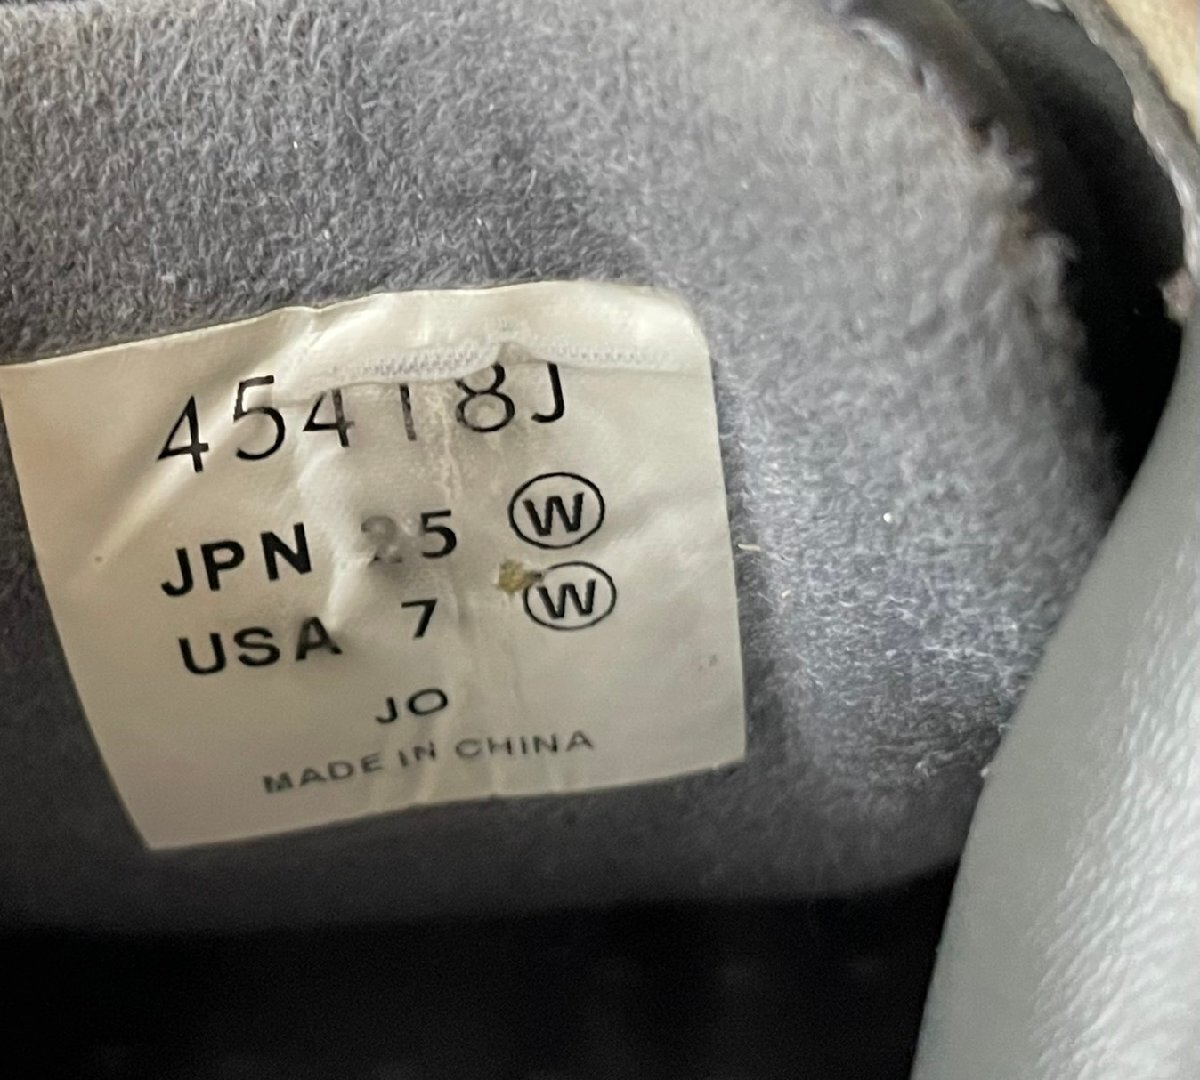 45418J
JPN 25 W
USA 7 W
JO
MADE IN CHINA